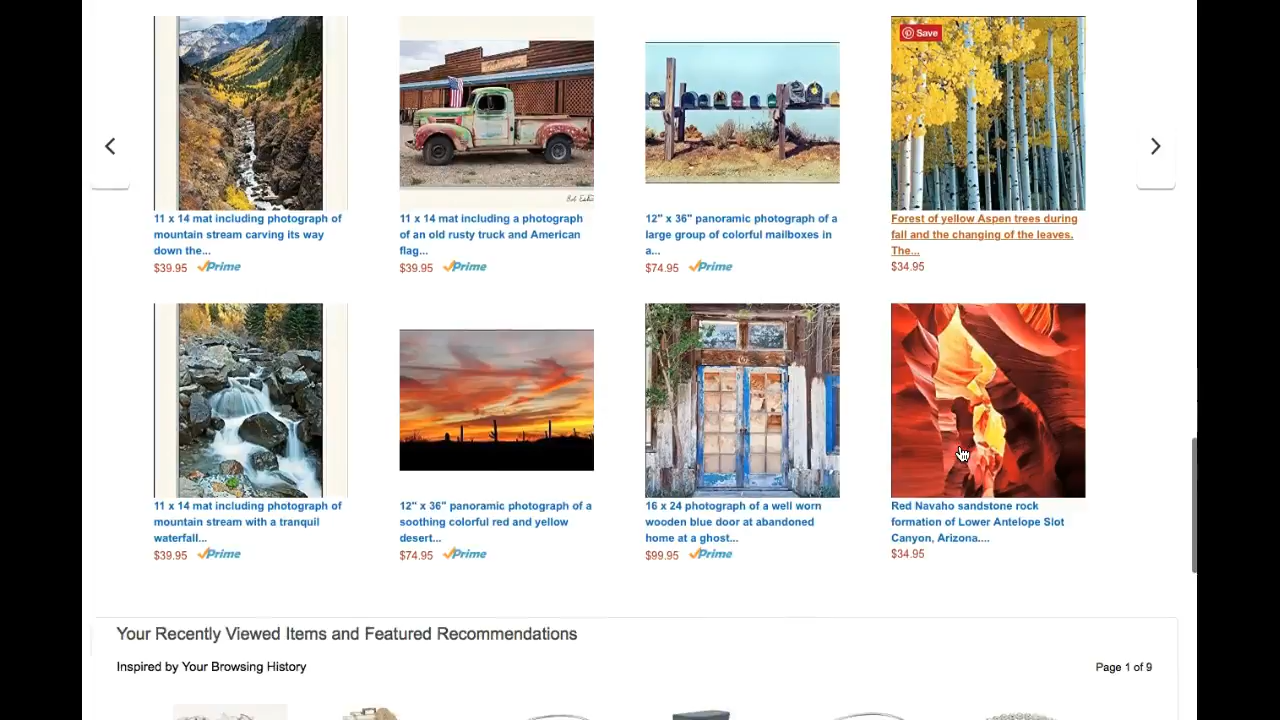 Save
11 x 14 mat including photograph of
mountain stream carving its way
down the...
$39.95 Prime
11 x 14 mat including a photograph
of an old rusty truck and American
flag...
$39.95 Prime
12" x 36" panoramic photograph of a
large group of colorful mailboxes in
a...
$74.95 Prime
Forest of yellow Aspen trees during
fall and the changing of the leaves.
The...
$34.95
11 x 14 mat including photograph of
mountain stream with a tranquil
waterfall...
$39.95 Prime
12" x 36" panoramic photograph of a
soothing colorful red and yellow
desert...
$74.95 Prime
16 x 24 photograph of a well worn
wooden blue door at abandoned
home at a ghost...
$99.95 Prime
Red Navaho sandstone rock
formation of Lower Antelope Slot
Canyon, Arizona....
$34.95
Your Recently Viewed Items and Featured Recommendations
Inspired by Your Browsing History
Page 1 of 9